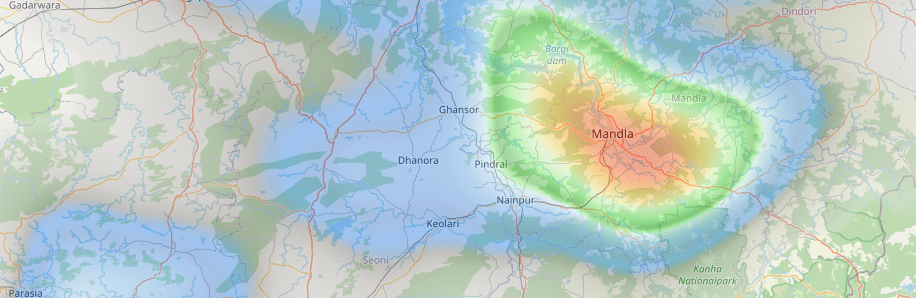 Gadarwara
Dindori
Bargi
dam
Mandla
Ghansor
Mandla
Dhanora
Pindrai
Nainpur
Keolari
Seoni
Kanha
Nationalpark
Parasia